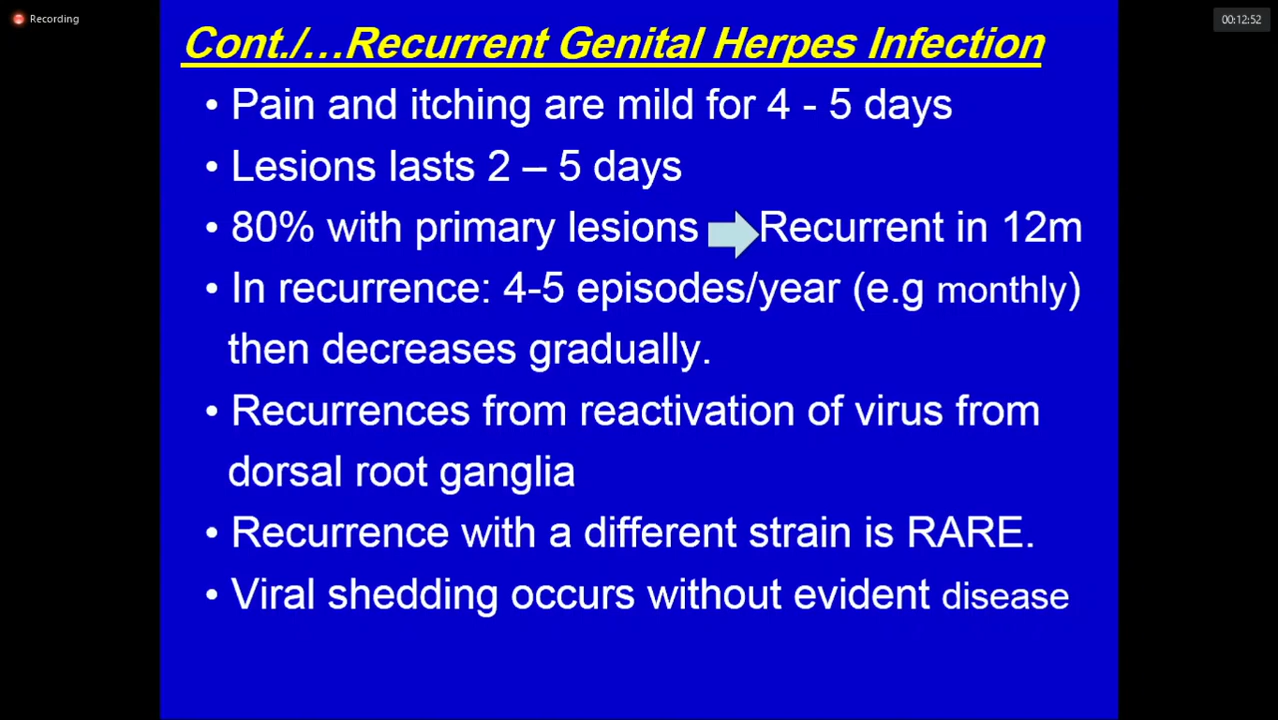 Recording
00:12:52
Cont./…Recurrent Genital Herpes Infection
• Pain and itching are mild for 4 - 5 days
• Lesions lasts 2 – 5 days
• 80% with primary lesions Recurrent in 12m
• In recurrence: 4-5 episodes/year (e.g monthly)
then decreases gradually.
• Recurrences from reactivation of virus from
dorsal root ganglia
• Recurrence with a different strain is RARE.
• Viral shedding occurs without evident disease